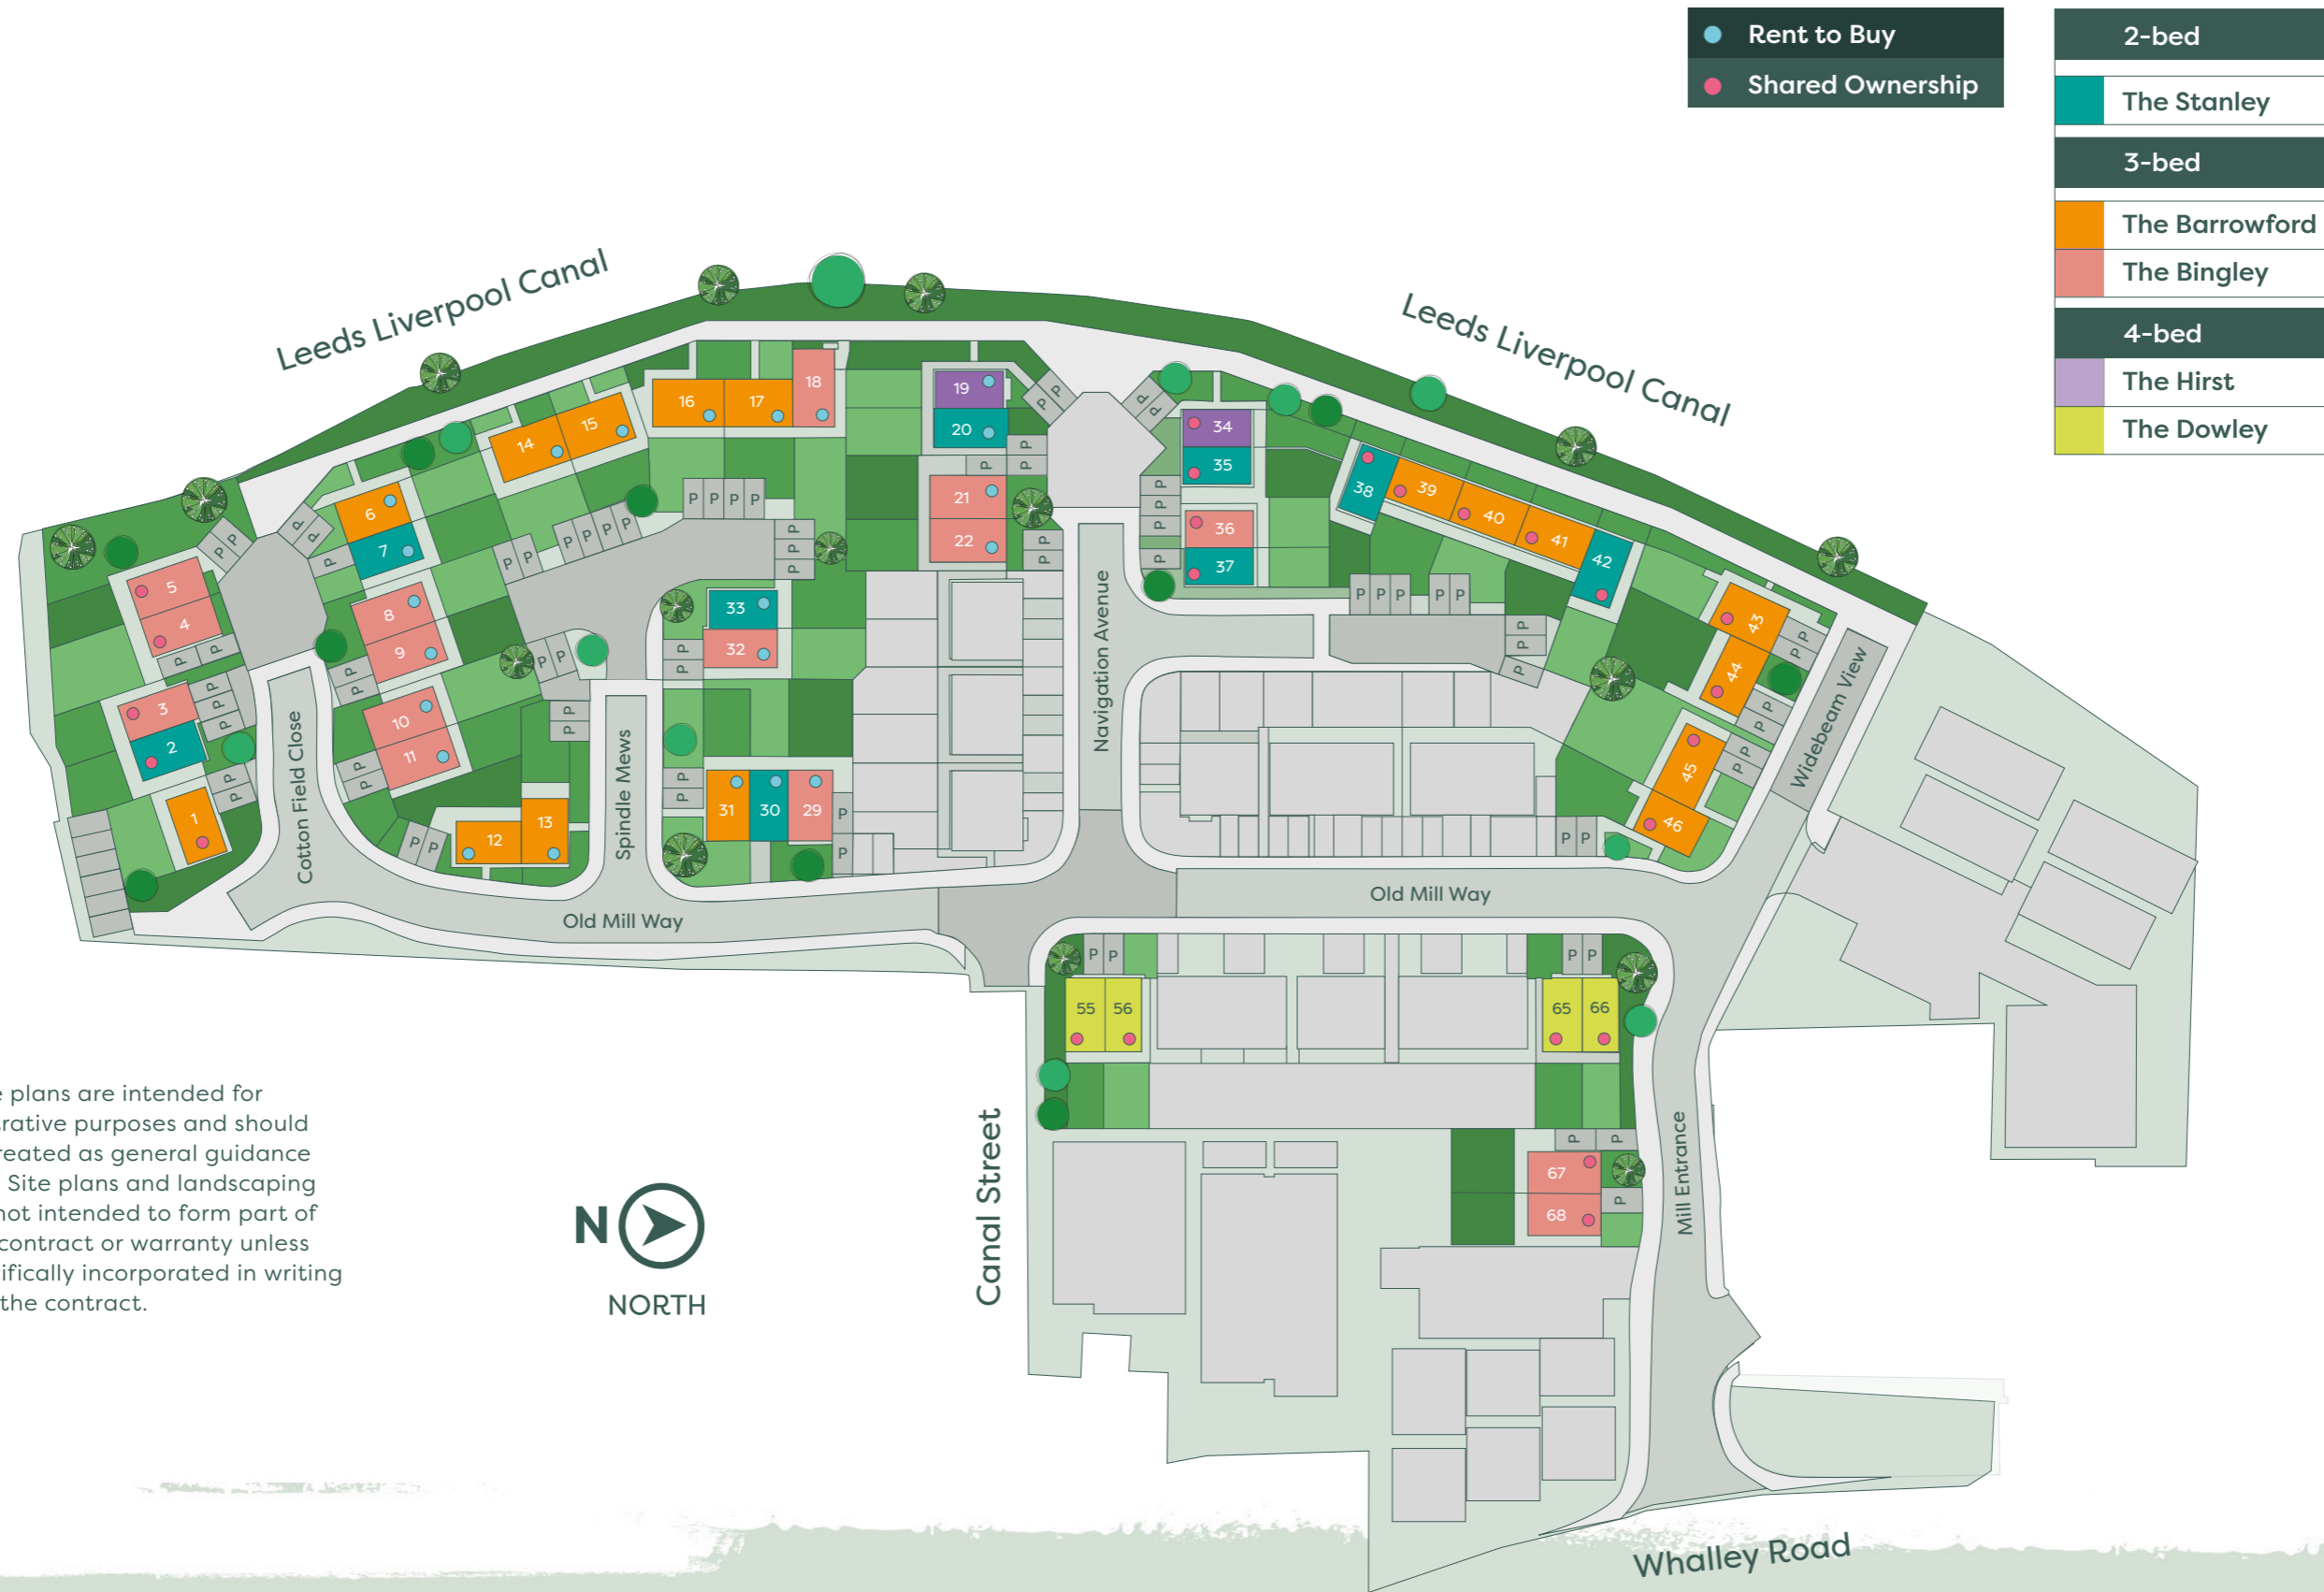 Rent to Buy
Shared Ownership
2-bed
The Stanley
3-bed
The Barrowford
The Bingley
4-bed
The Hirst
The Dowley
Leeds Liverpool Canal
Leeds Liverpool Canal
18
19
16
17
15
14
20
34
35
38
39
40
41
42
6
7
21
22
36
37
5
4
8
9
33
32
43
44
3
2
10
11
45
46
1
12
13
31
30
29
P P
P P
P P P P
P P P P
P P
P
P
P
P
P
P
P
P
P
P
P
P P
P P
P
P
P
P
P P P
P P
P
P
P
P
P
P
P
P
P
P P
P
P
P
P
P
P
P P
P
P
P
P
P
P
P
P
P P
P
P
P
P
P
P
P P
P P
Cotton Field Close
Spindle Mews
Navigation Avenue
Widebeam View
Old Mill Way
Old Mill Way
P P
P P
55
56
65
66
P P
67
68
P
Mill Entrance
Canal Street
plans are intended for
trative purposes and should
reated as general guidance
Site plans and landscaping
not intended to form part of
contract or warranty unless
ifically incorporated in writing
the contract.
N
NORTH
Whalley Road